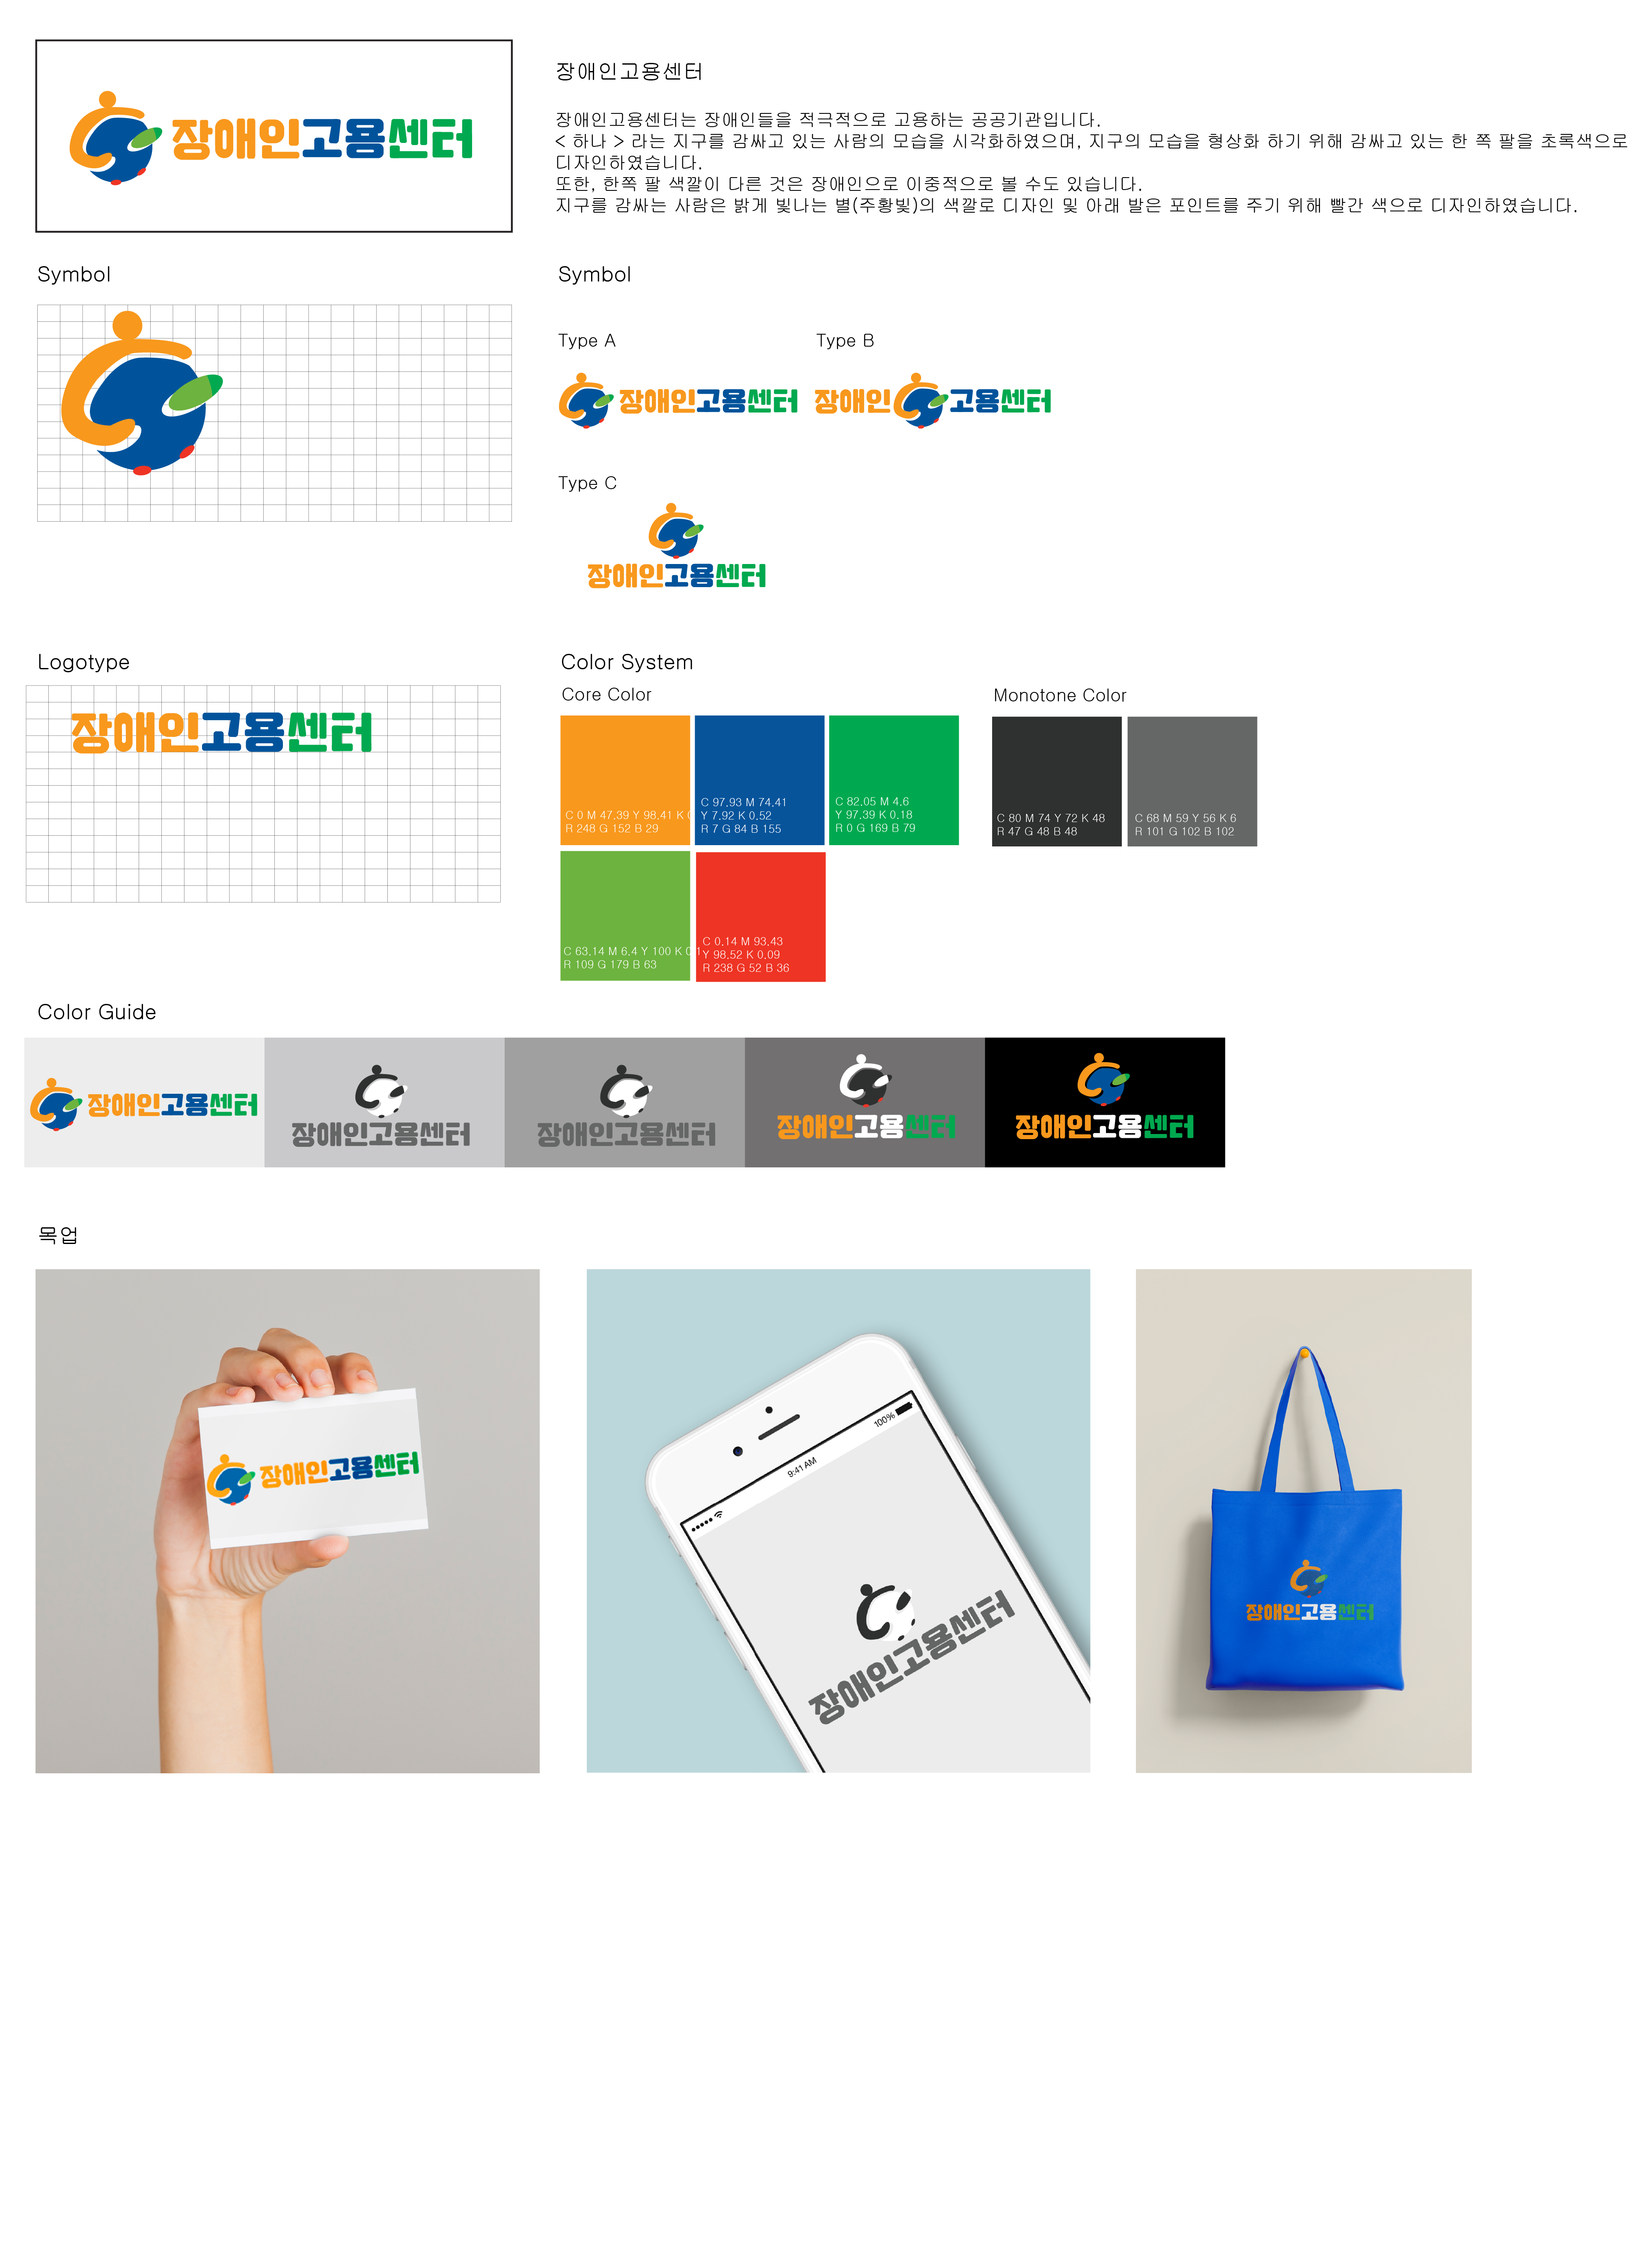 장애인고용센터
장애인고용센터
장애인고용센터는 장애인들을 적극적으로 고용하는 공공기관입니다.
< 하나 > 라는 지구를 감싸고 있는 사람의 모습을 시각화하였으며, 지구의 모습을 형상화 하기 위해 감싸고 있는 한 쪽 팔을 초록색으로
디자인하였습니다.
또한, 한쪽 팔 색깔이 다른 것은 장애인으로 이중적으로 볼 수도 있습니다.
지구를 감싸는 사람은 밝게 빛나는 별(주황빛)의 색깔로 디자인 및 아래 발은 포인트를 주기 위해 빨간 색으로 디자인하였습니다.
Symbol
Symbol
Type A
Type B
장애인고용센터
장애인 고용센터
Type C
장애인고용센터
Logotype
장애인고용센터
Color System
Core Color
C 0 M 47.39 Y 98.41 K 0
R 248 G 152 B 29
C 97.93 M 74.41
Y 7.92 K 0.52
R 7 G 84 B 155
C 82.05 M 4.6
Y 97.39 K 0.18
R 0 G 169 B 79
C 63.14 M 6.4 Y 100 K 0.1
R 109 G 179 B 63
C 0.14 M 93.43
Y 98.52 K 0.09
R 238 G 52 B 36
Monotone Color
C 80 M 74 Y 72 K 48
R 47 G 48 B 48
C 68 M 59 Y 56 K 6
R 101 G 102 B 102
Color Guide
장애인고용센터
장애인고용센터
장애인고용센터
장애인고용센터
장애인고용센터
목업
장애인고용센터
9:41 AM
100%
장애인고용센터
장애인고용센터